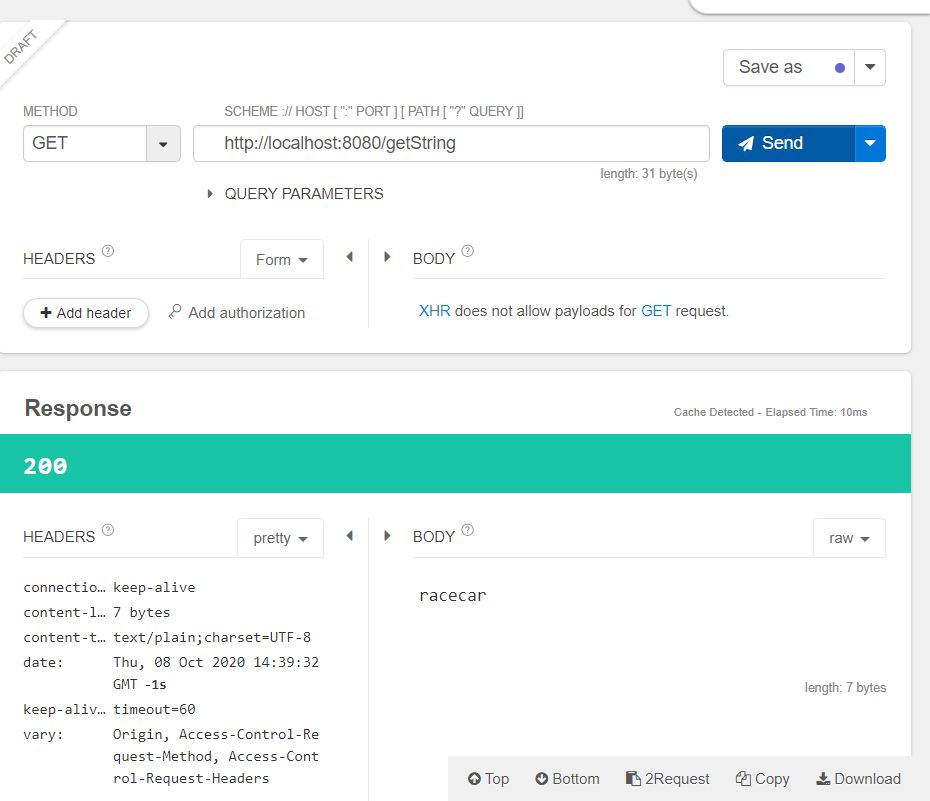 DRAFT
Save as
METHOD
SCHEME :// HOST [ ":" PORT ] [ PATH [ "?" QUERY ]]
GET
http://localhost:8080/getString
Send
length: 31 byte(s)
QUERY PARAMETERS
HEADERS ?
Form
BODY ?
+ Add header
Add authorization
XHR does not allow payloads for GET request.
Response
Cache Detected - Elapsed Time: 10ms
200
HEADERS ?
pretty
BODY ?
raw
connectio… keep-alive
content-l… 7 bytes
content-t… text/plain;charset=UTF-8
date: Thu, 08 Oct 2020 14:39:32
GMT -1s
keep-aliv… timeout=60
vary: Origin, Access-Control-Re
quest-Method, Access-Cont
rol-Request-Headers
racecar
length: 7 bytes
Top
Bottom
2Request
Copy
Download